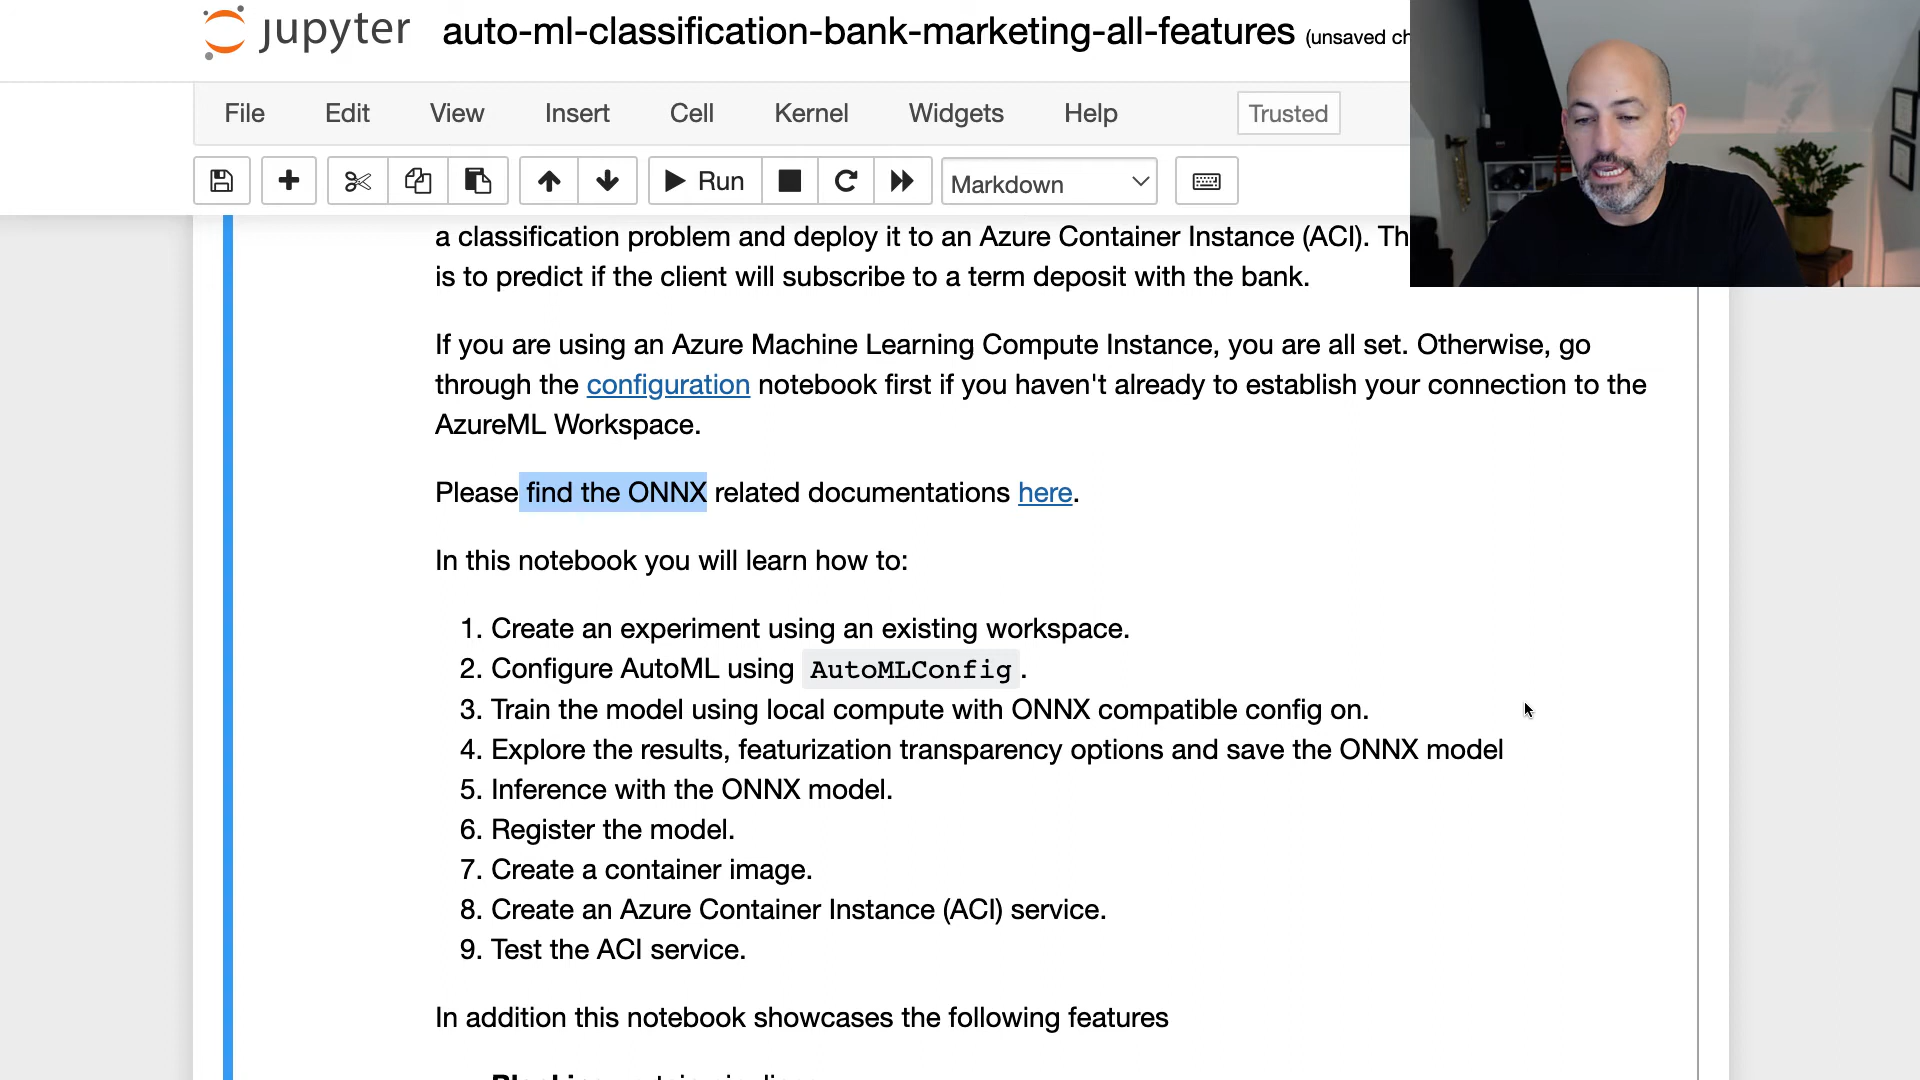 jupyter auto-ml-classification-bank-marketing-all-features (unsaved ch
File Edit View Insert Cell Kernel Widgets Help Trusted
Run Markdown
a classification problem and deploy it to an Azure Container Instance (ACI). Th
is to predict if the client will subscribe to a term deposit with the bank.
If you are using an Azure Machine Learning Compute Instance, you are all set. Otherwise, go
through the configuration notebook first if you haven't already to establish your connection to the
AzureML Workspace.
Please find the ONNX related documentations here.
In this notebook you will learn how to:
1. Create an experiment using an existing workspace.
2. Configure AutoML using AutoMLConfig.
3. Train the model using local compute with ONNX compatible config on.
4. Explore the results, featurization transparency options and save the ONNX model
5. Inference with the ONNX model.
6. Register the model.
7. Create a container image.
8. Create an Azure Container Instance (ACI) service.
9. Test the ACI service.
In addition this notebook showcases the following features